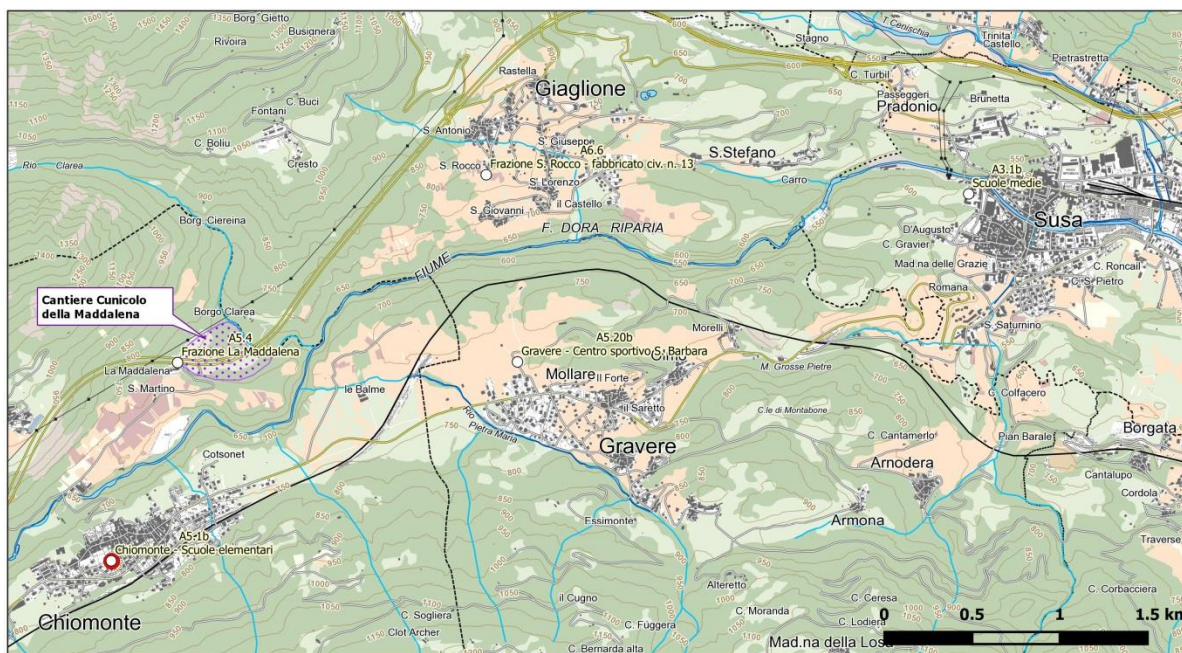 Borg. Gietto
Busignera
Rivoira
Stagno
T. Cenischia
Trinita'
Castello
Pietrastretta
C. Turbil
Rastella
Giaglione
Passeggeri
Pradonio
Brunetta
C. Buci
Fontani
C. Boliu
Cresto
S. Antonio
S. Giuseppe
A6.6
Frazione S. Rocco - fabbricato civ. n. 13
S. Rocco
S. Lorenzo
S.Stefano
Carro
A3.1b
Scuole medie
Rio Clarea
il Castello
S. Giovanni
Borg. Ciereina
F. DORA RIPARIA
FIUME
Susa
D'Augusto
C. Gravier
Mad.na delle Grazie
C. Roncail
C. S. Pietro
Romana
S. Saturnino
Cantiere Cunicolo
della Maddalena
Borgo Clarea
A5.4
Frazione La Maddalena
La Maddalena
S. Martino
le Balme
A5.20b
Gravere - Centro sportivo S. Barbara
Morelli
Mollare
Il Forte
il Saretto
M. Grosse Pietre
C. Colfacero
Rio
Pietra Maria
Gravere
C.le di Montabone
C. Cantamerlo
Pian Barale
Borgata
Cantalupo
Cordola
Traverse
Arnodera
Armona
Essimonte
Cotsonet
A5.1b
Chiomonte - Scuole elementari
Chiomonte
C. Sogliera
Clot Archer
il Cugno
C. Fuggera
C. Bernarda alta
Alteretto
C. Moranda
C. Ceresa
C. Lodiera
C. Corbacciera
Mad.na della Losa
0 0.5 1 1.5 km